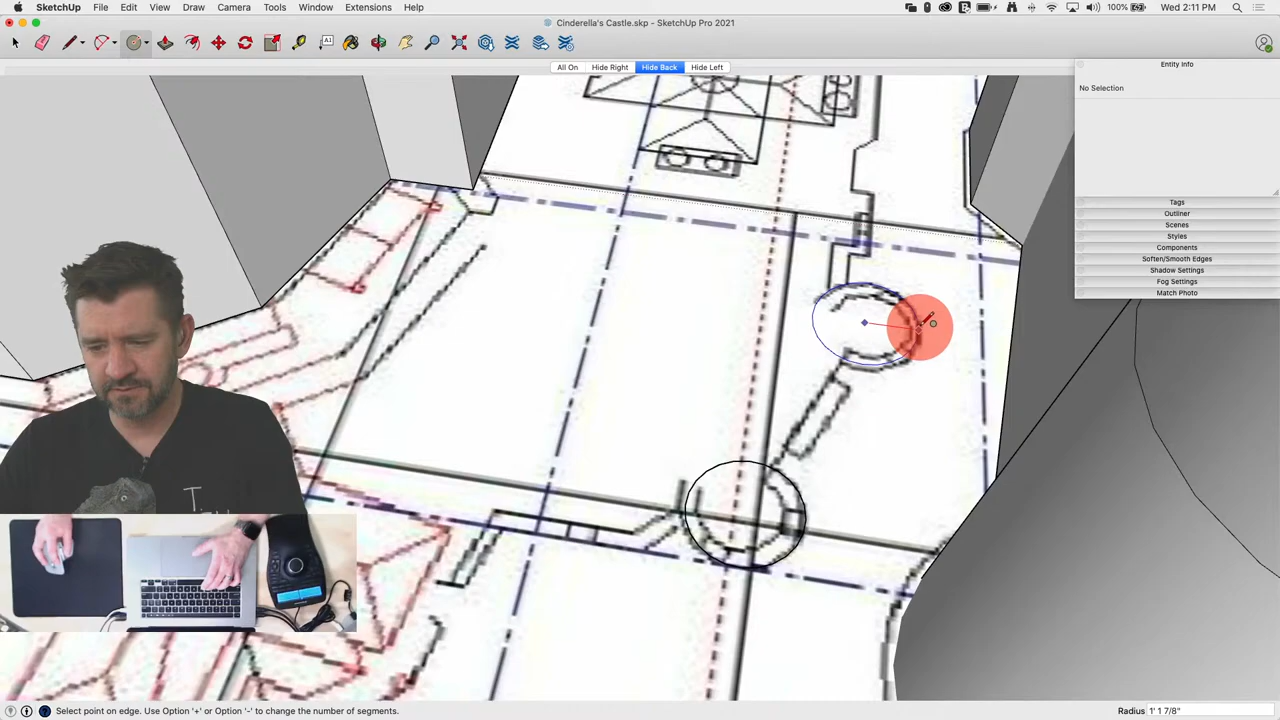 SketchUp File Edit View Draw Camera Tools Window Extensions Help 100% Wed 2:11 PM
Cinderella's Castle.skp - SketchUp Pro 2021
All On Hide Right Hide Back Hide Left
Entity Info
No Selection
Tags
Outliner
Scenes
Styles
Components
Soften/Smooth Edges
Shadow Settings
Fog Settings
Match Photo
Select point on edge. Use Option '+' or Option '-' to change the number of segments.
Radius 1' 1 7/8"